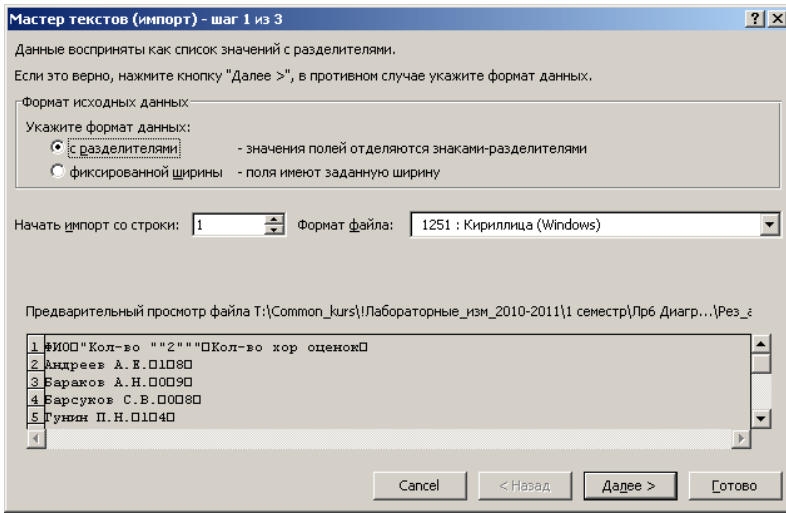 Мастер текстов (импорт) - шаг 1 из 3
Данные восприняты как список значений с разделителями.
Если это верно, нажмите кнопку "Далее >", в противном случае укажите формат данных.
Формат исходных данных
Укажите формат данных:
с разделителями - значения полей отделяются знаками-разделителями
фиксированной ширины - поля имеют заданную ширину
Начать импорт со строки: 1 Формат файла: 1251 : Кириллица (Windows)
Предварительный просмотр файла T:\Common_kurs\!Лабораторные_изм_2010-2011\1 семестр\Лр6 Диагр...\Рез_а
1 ФИО□"Кол-во ""2"""□Кол-во хор оценок□
2 Андреев А.Е.□1□8□
3 Бараков А.Н.□0□9□
4 Барсуков С.В.□0□8□
5 Гунин П.Н.□1□4□
Cancel < Назад Далее > Готово